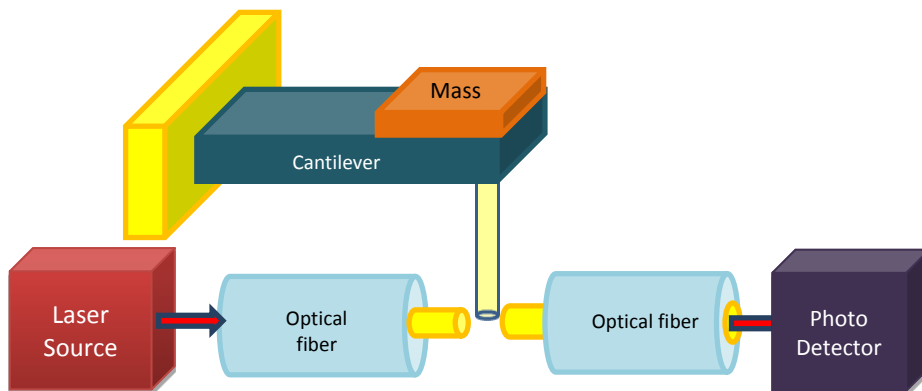 Mass
Cantilever
Laser
Source
Optical
fiber
Optical fiber
Photo
Detector